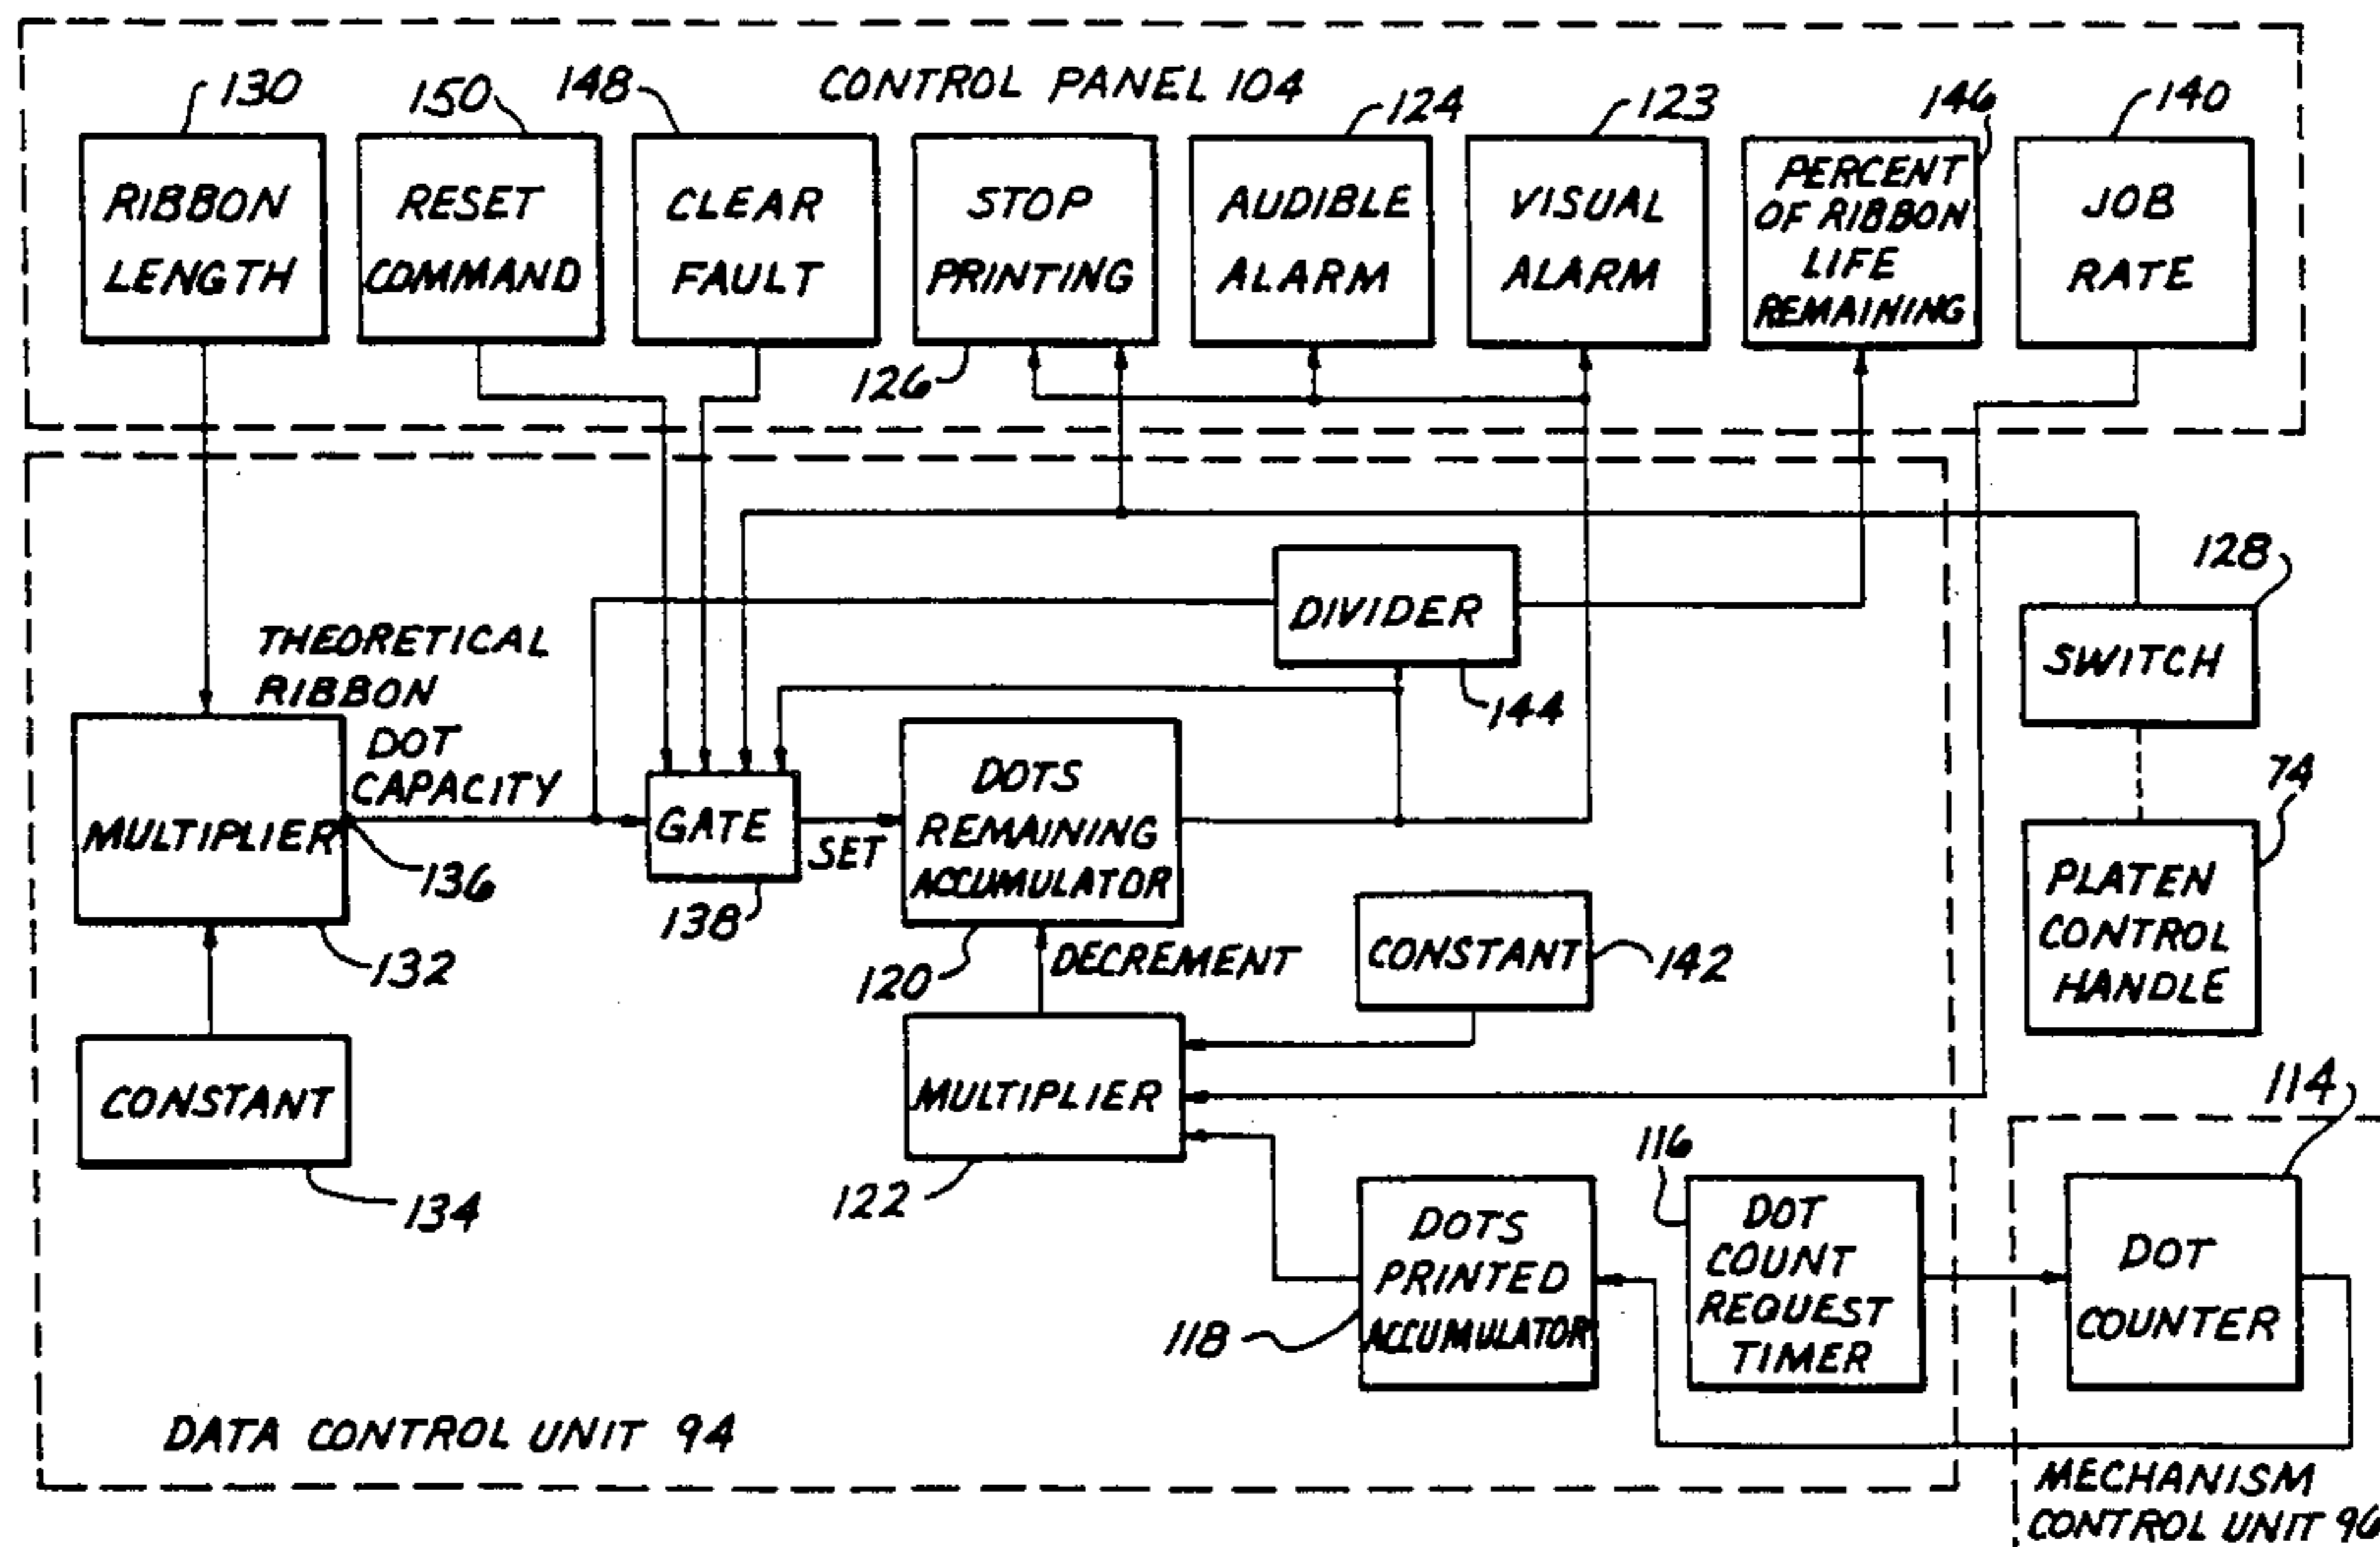 130
150
148
CONTROL PANEL 104
124
123
146
140
RIBBON
LENGTH
RESET
COMMAND
CLEAR
FAULT
STOP
PRINTING
126
AUDIBLE
ALARM
VISUAL
ALARM
PERCENT
OF RIBBON
LIFE
REMAINING
JOB
RATE
128
SWITCH
DIVIDER
144
THEORETICAL
RIBBON
DOT
CAPACITY
MULTIPLIER
136
132
GATE
138
SET
DOTS
REMAINING
ACCUMULATOR
120
DECREMENT
CONSTANT
142
74
PLATEN
CONTROL
HANDLE
CONSTANT
134
MULTIPLIER
122
114
116
118
DOTS
PRINTED
ACCUMULATOR
DOT
COUNT
REQUEST
TIMER
DOT
COUNTER
DATA CONTROL UNIT 94
MECHANISM
CONTROL UNIT 96